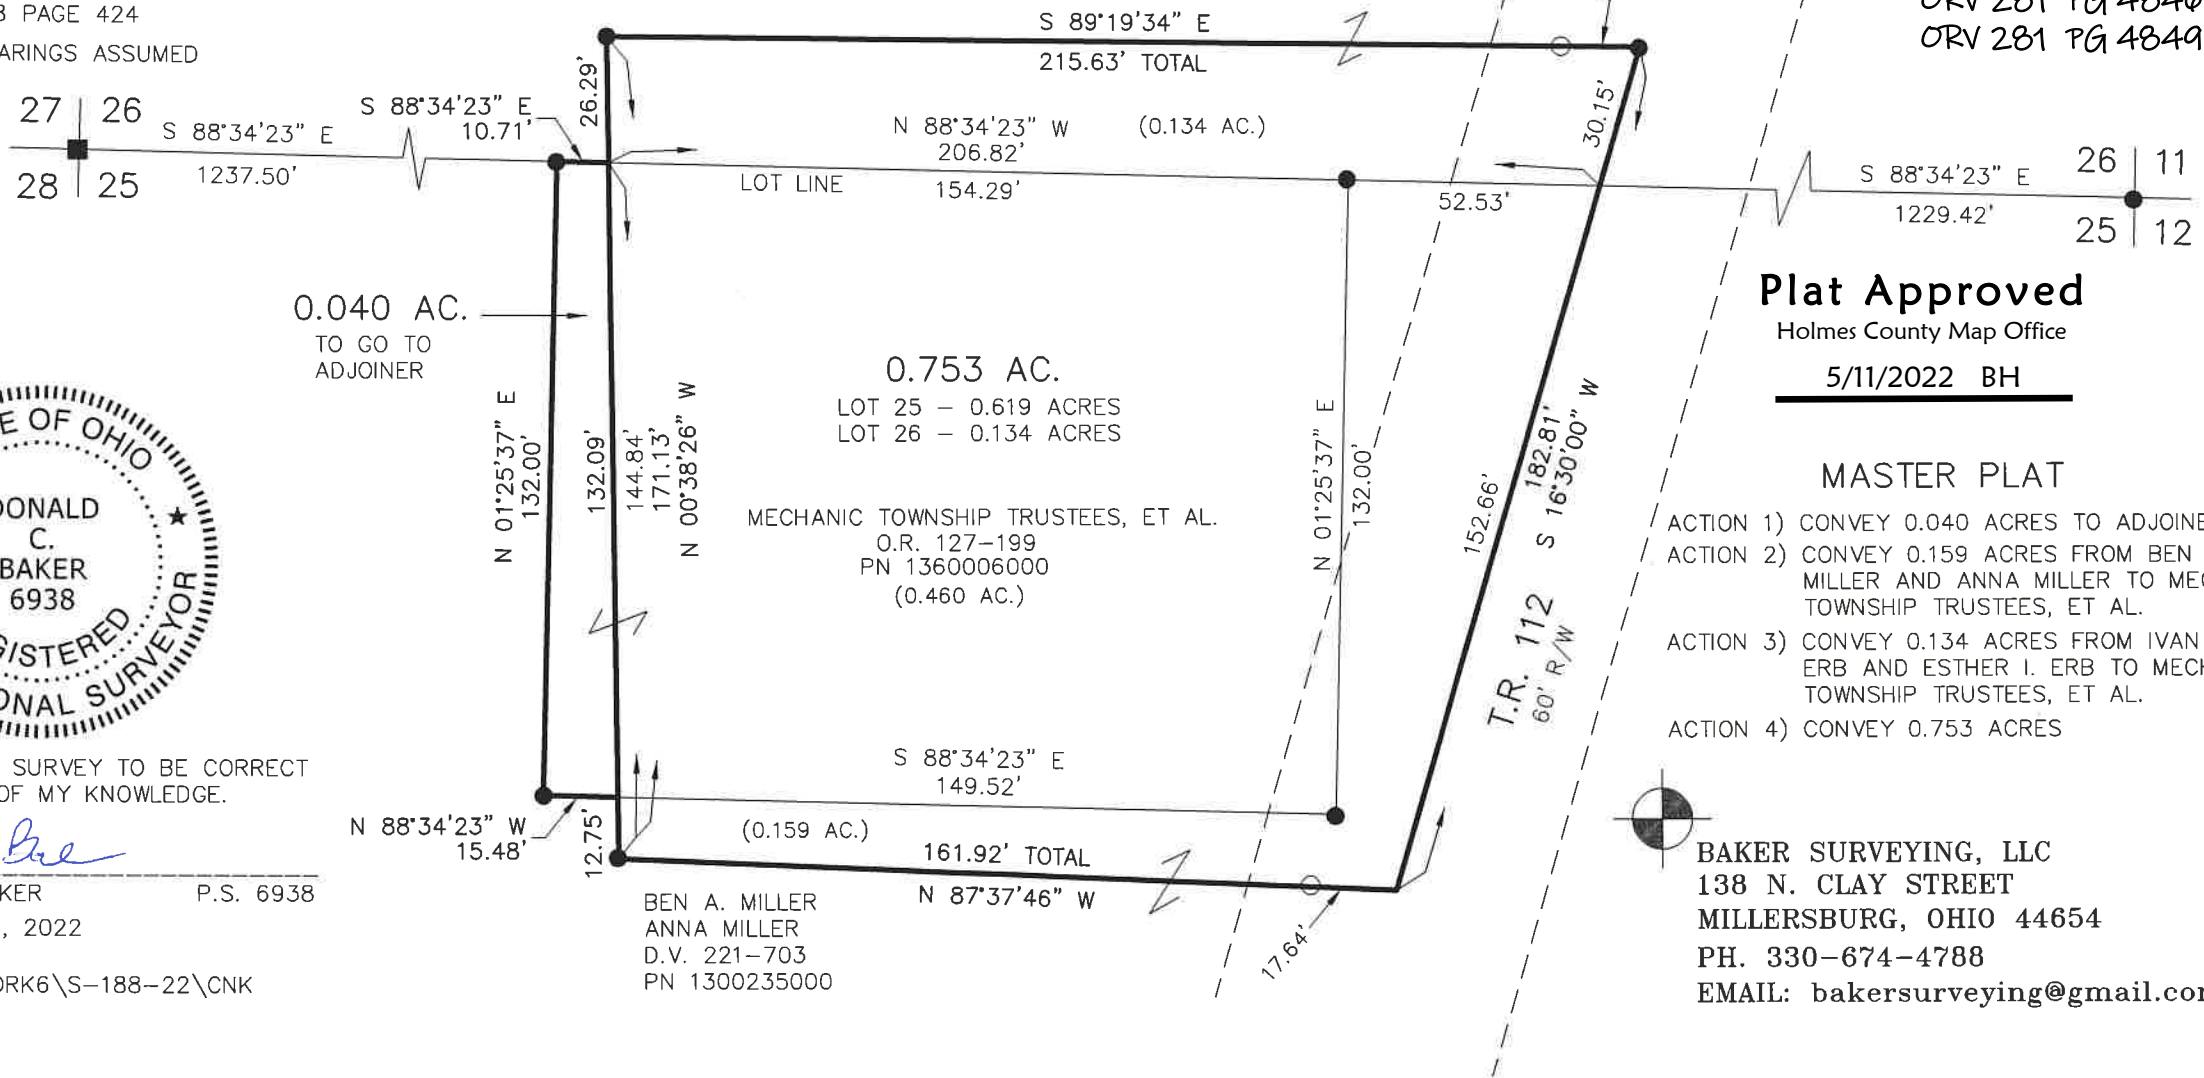 PAGE 424
ARINGS ASSUMED
S 89°19'34" E
215.63' TOTAL
ORV 281 PG 4849
27 26
28 25
S 88°34'23" E
1237.50'
S 88°34'23" E
10.71'
26.29'
N 88°34'23" W (0.134 AC.)
206.82'
LOT LINE 154.29'
30.15'
52.53'
S 88°34'23" E
1229.42'
26 11
25 12
Plat Approved
Holmes County Map Office
5/11/2022 BH
0.040 AC.
TO GO TO
ADJOINER
0.753 AC.
LOT 25 – 0.619 ACRES
LOT 26 – 0.134 ACRES
N 01°25'37" E
132.00'
132.09'
144.84'
171.13'
N 00°38'26" W
MECHANIC TOWNSHIP TRUSTEES, ET AL.
O.R. 127–199
PN 1360006000
(0.460 AC.)
N 01°25'37" E
132.00'
152.66'
182.81'
S 16°30'00" W
T.R. 112
60' R/W
MASTER PLAT
ACTION 1) CONVEY 0.040 ACRES TO ADJOINE
ACTION 2) CONVEY 0.159 ACRES FROM BEN
MILLER AND ANNA MILLER TO ME
TOWNSHIP TRUSTEES, ET AL.
ACTION 3) CONVEY 0.134 ACRES FROM IVAN
ERB AND ESTHER I. ERB TO MECH
TOWNSHIP TRUSTEES, ET AL.
ACTION 4) CONVEY 0.753 ACRES
E OF OHIO
DONALD
C.
BAKER
6938
GISTERED
ONAL SURVEYOR
SURVEY TO BE CORRECT
OF MY KNOWLEDGE.
KER P.S. 6938
, 2022
ORK6\S–188–22\CNK
N 88°34'23" W
15.48'
12.75'
S 88°34'23" E
149.52'
(0.159 AC.)
161.92' TOTAL
N 87°37'46" W
17.64'
BEN A. MILLER
ANNA MILLER
D.V. 221–703
PN 1300235000
BAKER SURVEYING, LLC
138 N. CLAY STREET
MILLERSBURG, OHIO 44654
PH. 330–674–4788
EMAIL: bakersurveying@gmail.com